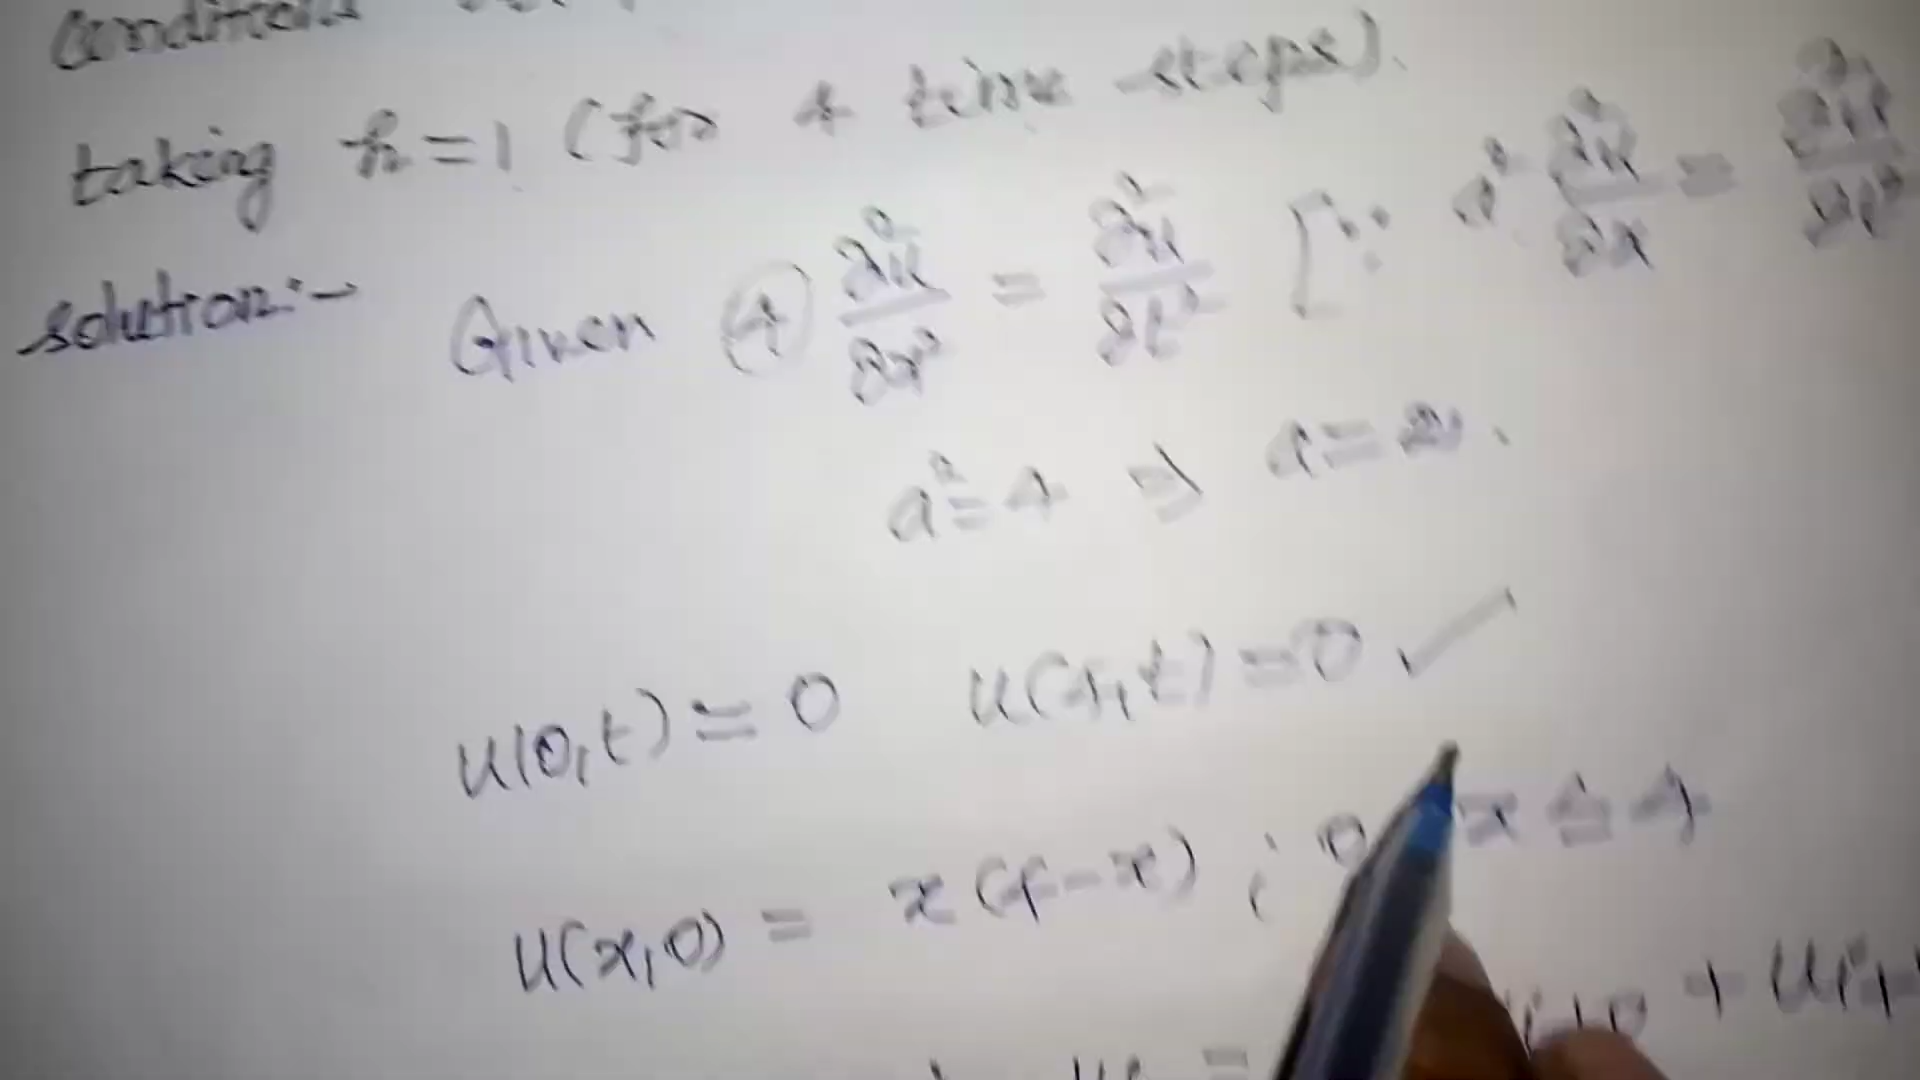 conditions
taking h=1 (for 4 time steps).
solution:- Given 4 ∂²u/∂x² = ∂²u/∂t² [∵ a² ∂²u/∂x = ∂²u/∂t²
a²=4 ⇒ a=2.
u(0,t)=0 u(4,t)=0 ✓
u(x,0) = x(4-x) ; 0 x ≤ 4